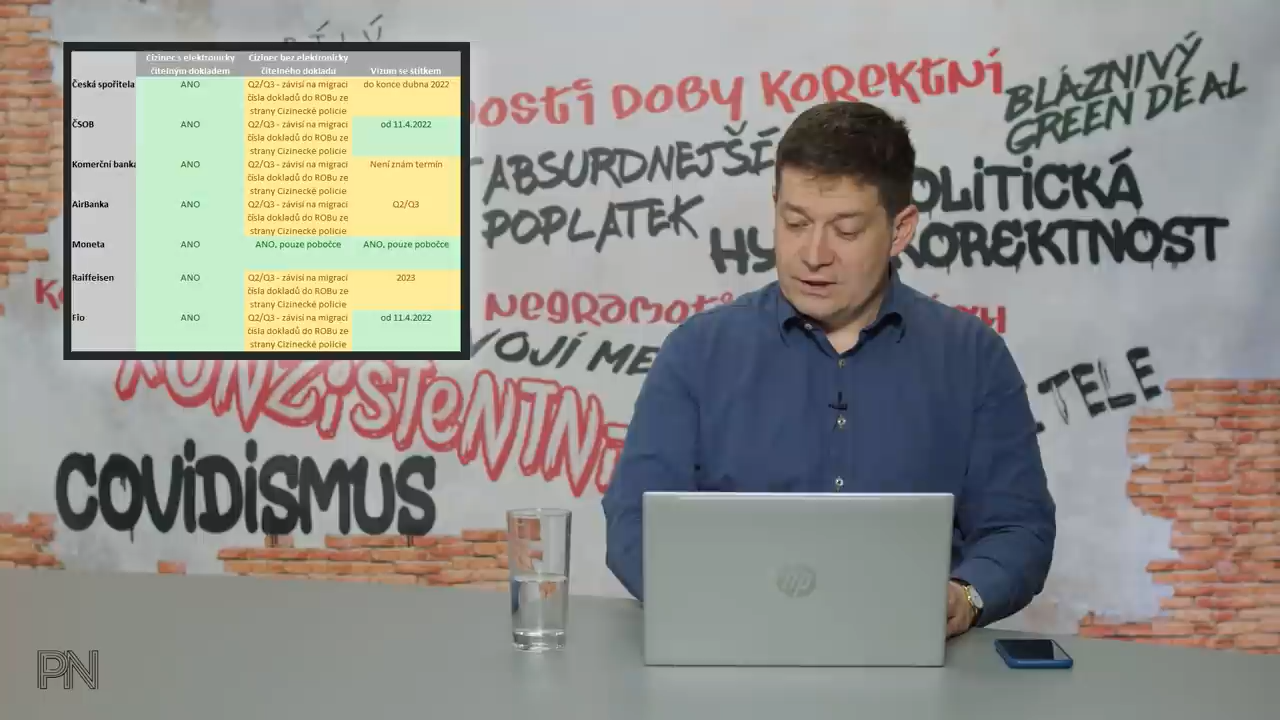 Cizinec s elektronicky čitelným dokladem
Cizinec bez elektronicky čitelného dokladu
Vízum se štítkem
Česká spořitela
ANO
Q2/Q3 - závisí na migraci
čísla dokladů do ROBu ze
strany Cizinecké policie
do konce dubna 2022
ČSOB
ANO
Q2/Q3 - závisí na migraci
čísla dokladů do ROBu ze
strany Cizinecké policie
od 11.4.2022
Komerční banka
ANO
Q2/Q3 - závisí na migraci
čísla dokladů do ROBu ze
strany Cizinecké policie
Není znám termín
AirBanka
ANO
Q2/Q3 - závisí na migraci
čísla dokladů do ROBu ze
strany Cizinecké policie
Q2/Q3
Moneta
ANO
ANO, pouze pobočce
ANO, pouze pobočce
Raiffeisen
ANO
Q2/Q3 - závisí na migraci
čísla dokladů do ROBu ze
strany Cizinecké policie
2023
Fio
ANO
Q2/Q3 - závisí na migraci
čísla dokladů do ROBu ze
strany Cizinecké policie
od 11.4.2022
DOBY KOREKTNÍ
BLÁZNIVÝ
GREEN DEAL
ABSURDNEJŠÍ
POPLATEK
POLITICKÁ
KOREKTNOST
COVIDISMUS
PN
hp